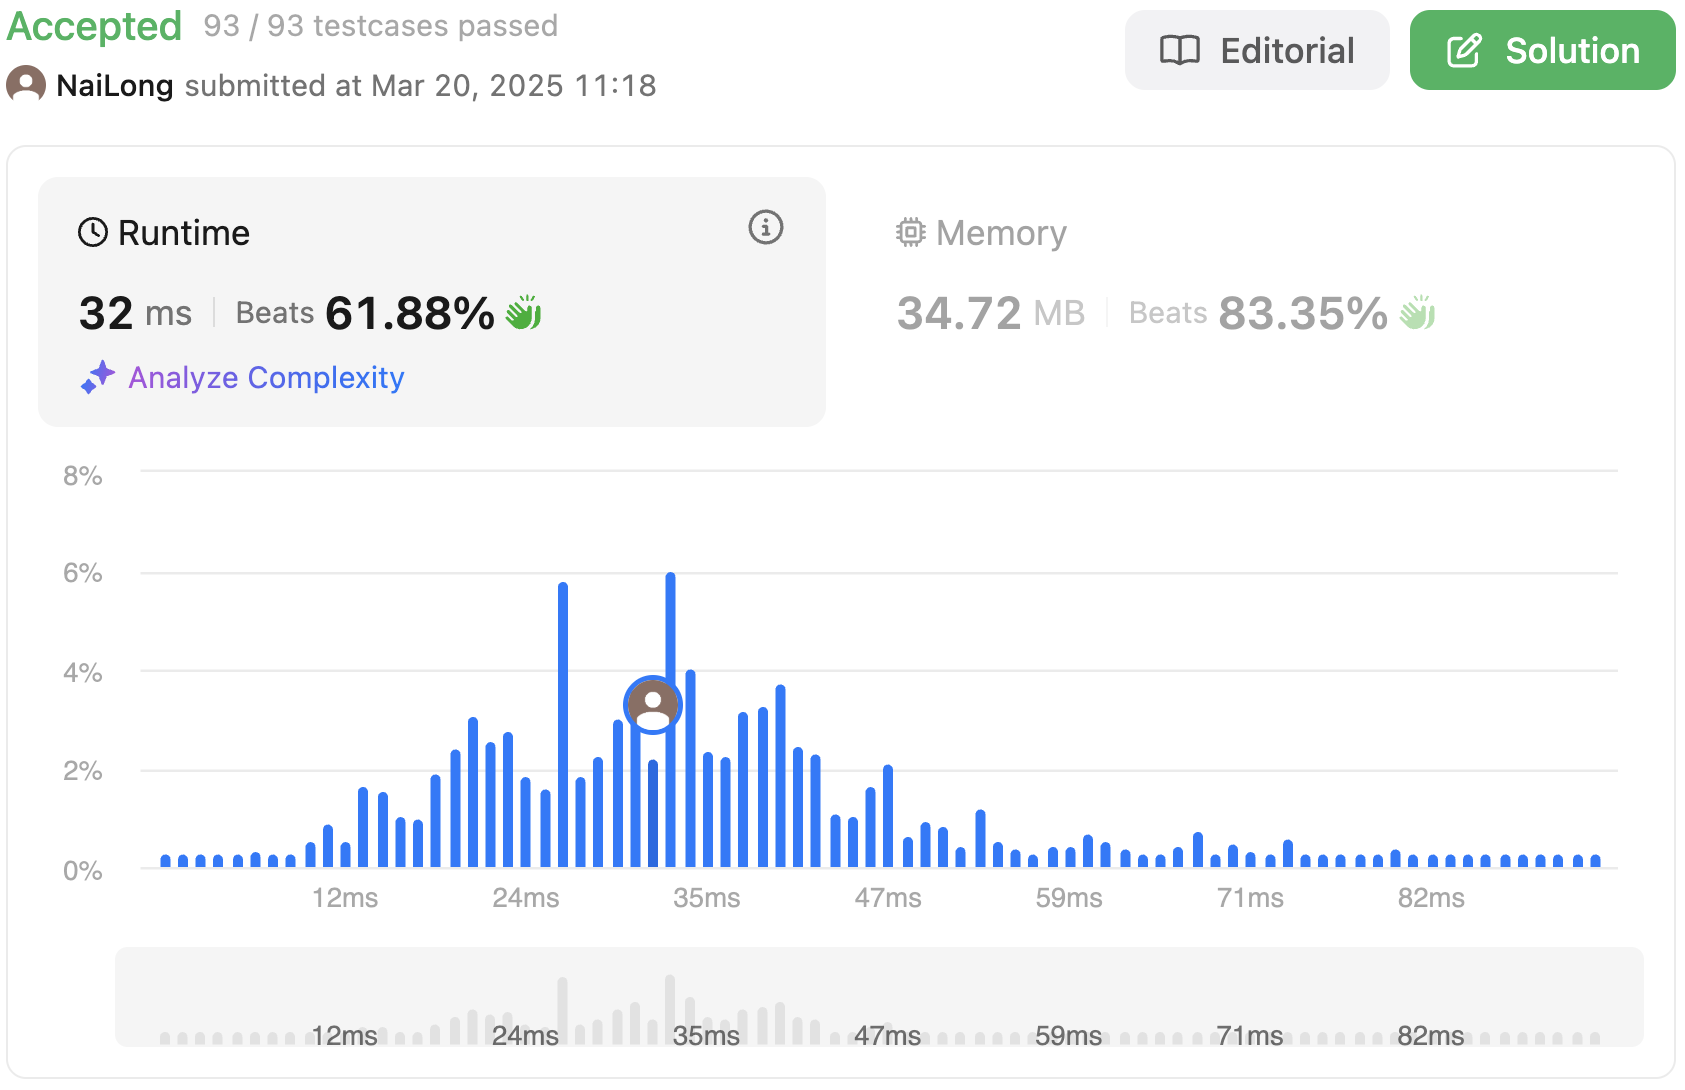 Accepted 93 / 93 testcases passed
NaiLong submitted at Mar 20, 2025 11:18
Editorial
Solution
Runtime
32 ms Beats 61.88%
Analyze Complexity
Memory
34.72 MB Beats 83.35%
8%
6%
4%
2%
0%
12ms 24ms 35ms 47ms 59ms 71ms 82ms
12ms 24ms 35ms 47ms 59ms 71ms 82ms